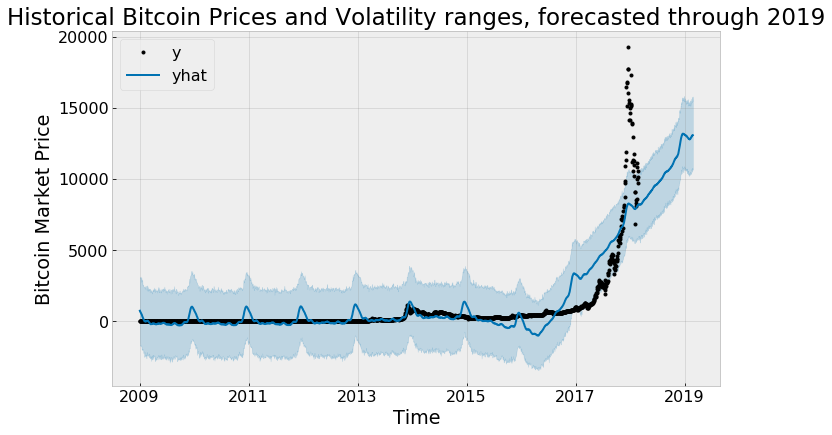 Historical Bitcoin Prices and Volatility ranges, forecasted through 2019
y
yhat
20000
15000
10000
5000
0
Bitcoin Market Price
2009 2011 2013 2015 2017 2019
Time